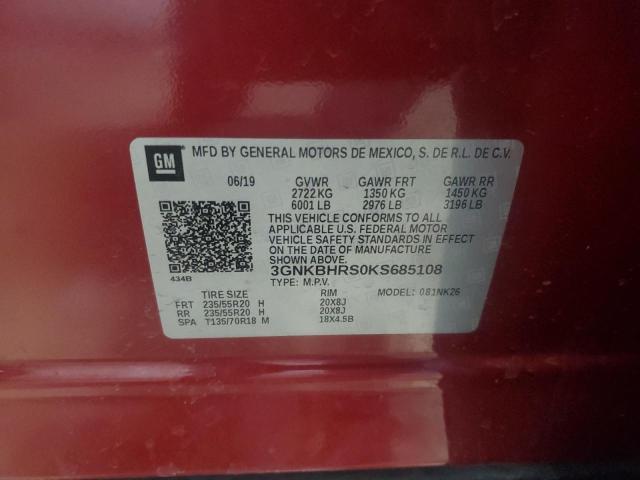 GM
MFD BY GENERAL MOTORS DE MEXICO, S. DE R.L. DE C.V.
06/19 GVWR GAWR FRT GAWR RR
2722 KG 1350 KG 1450 KG
6001 LB 2976 LB 3196 LB
THIS VEHICLE CONFORMS TO ALL
APPLICABLE U.S. FEDERAL MOTOR
VEHICLE SAFETY STANDARDS IN EFFECT ON
THE DATE OF MANUFACTURE SHOWN ABOVE.
3GNKBHRS0KS685108
434B
TYPE: M.P.V. MODEL: 081NK26
TIRE SIZE RIM
FRT 235/55R20 H 20X8J
RR 235/55R20 H 20X8J
SPA T135/70R18 M 18X4.5B